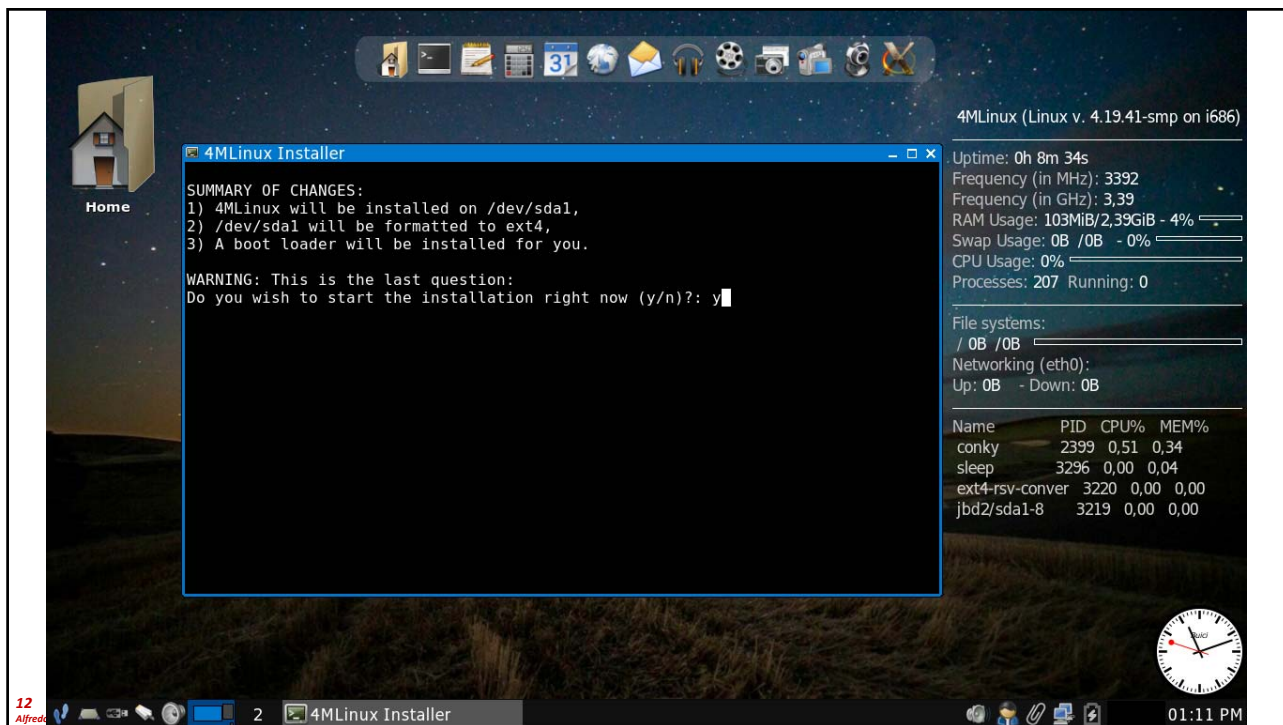 31
4MLinux (Linux v. 4.19.41-smp on i686)
4MLinux Installer
Uptime: 0h 8m 34s
Frequency (in MHz): 3392
Frequency (in GHz): 3,39
RAM Usage: 103MiB/2,39GiB - 4%
Swap Usage: 0B /0B - 0%
CPU Usage: 0%
Processes: 207 Running: 0
Home
SUMMARY OF CHANGES:
1) 4MLinux will be installed on /dev/sda1,
2) /dev/sda1 will be formatted to ext4,
3) A boot loader will be installed for you.
WARNING: This is the last question:
Do you wish to start the installation right now (y/n)?: y
File systems:
/ 0B /0B
Networking (eth0):
Up: 0B - Down: 0B
Name PID CPU% MEM%
conky 2399 0,51 0,34
sleep 3296 0,00 0,04
ext4-rsv-conver 3220 0,00 0,00
jbd2/sda1-8 3219 0,00 0,00
12
2
4MLinux Installer
01:11 PM